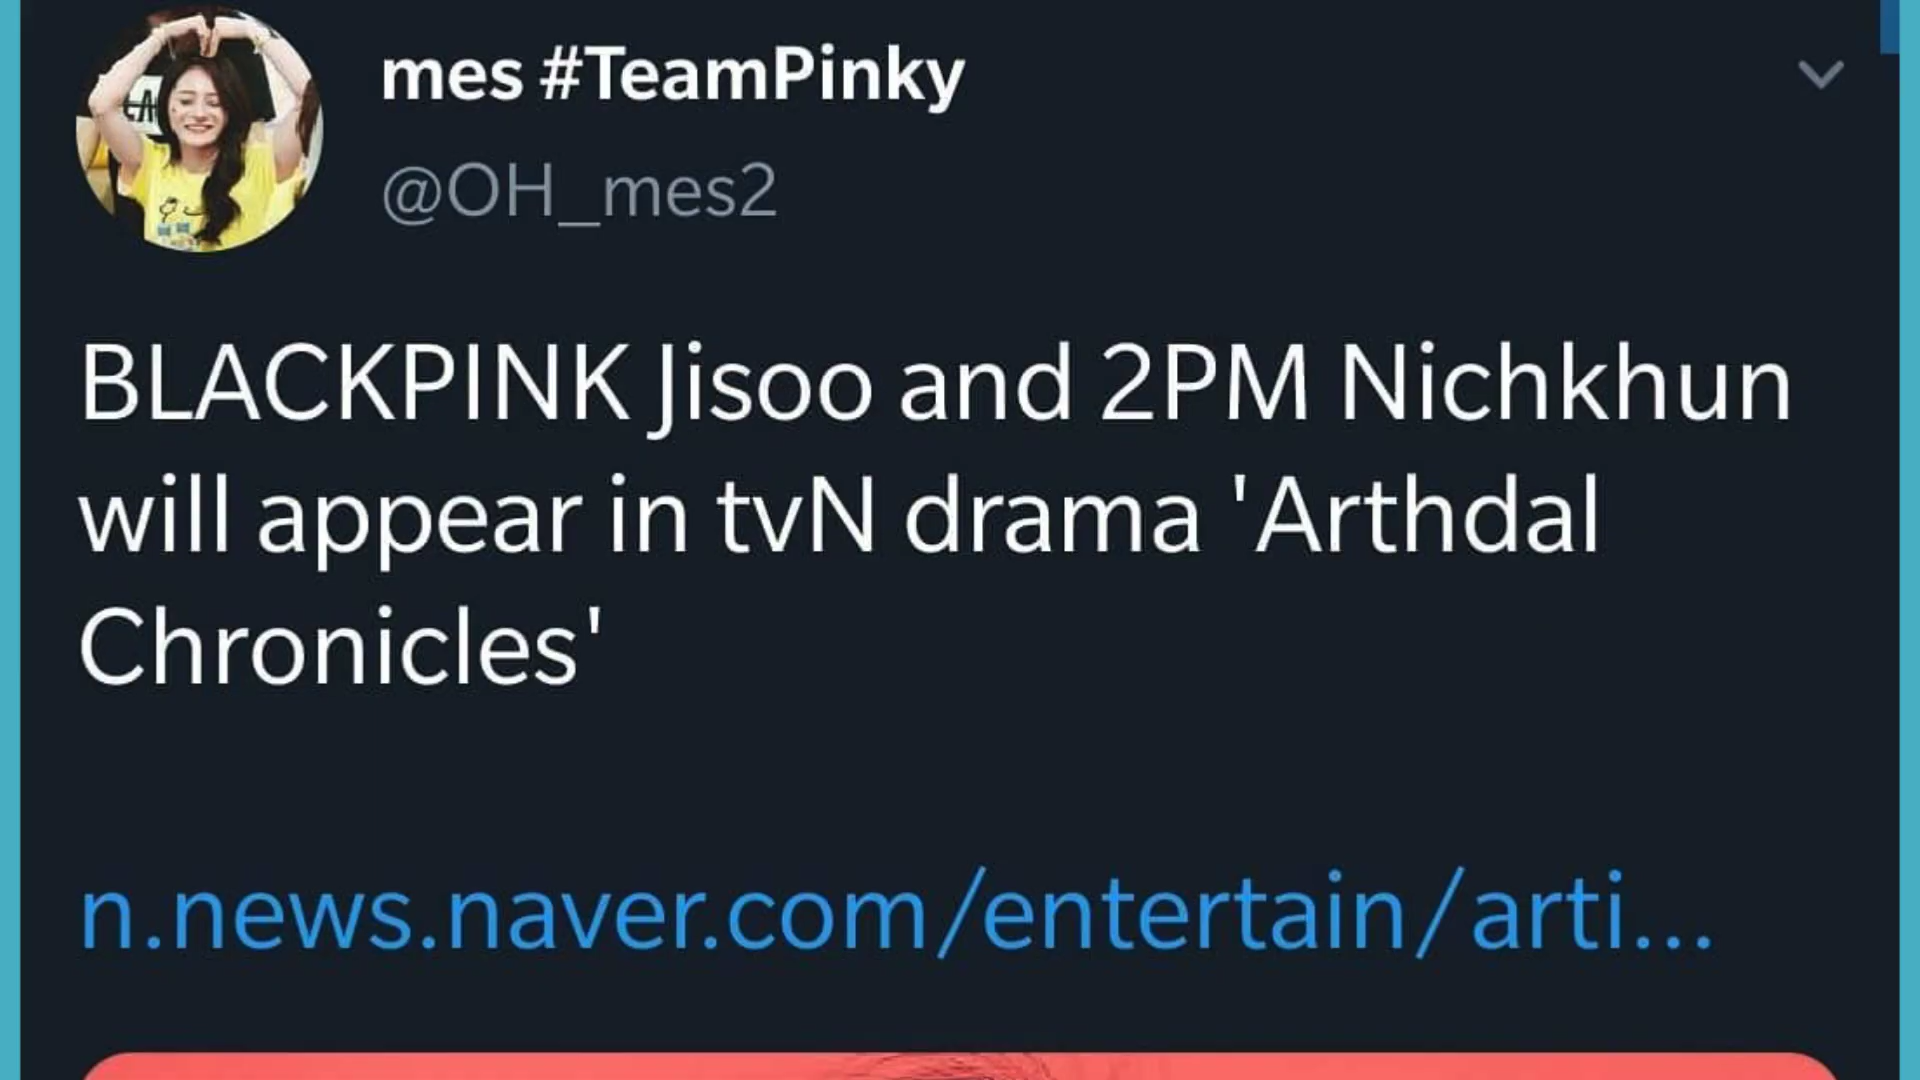 mes #TeamPinky
@OH_mes2
BLACKPINK Jisoo and 2PM Nichkhun
will appear in tvN drama 'Arthdal
Chronicles'
n.news.naver.com/entertain/arti...